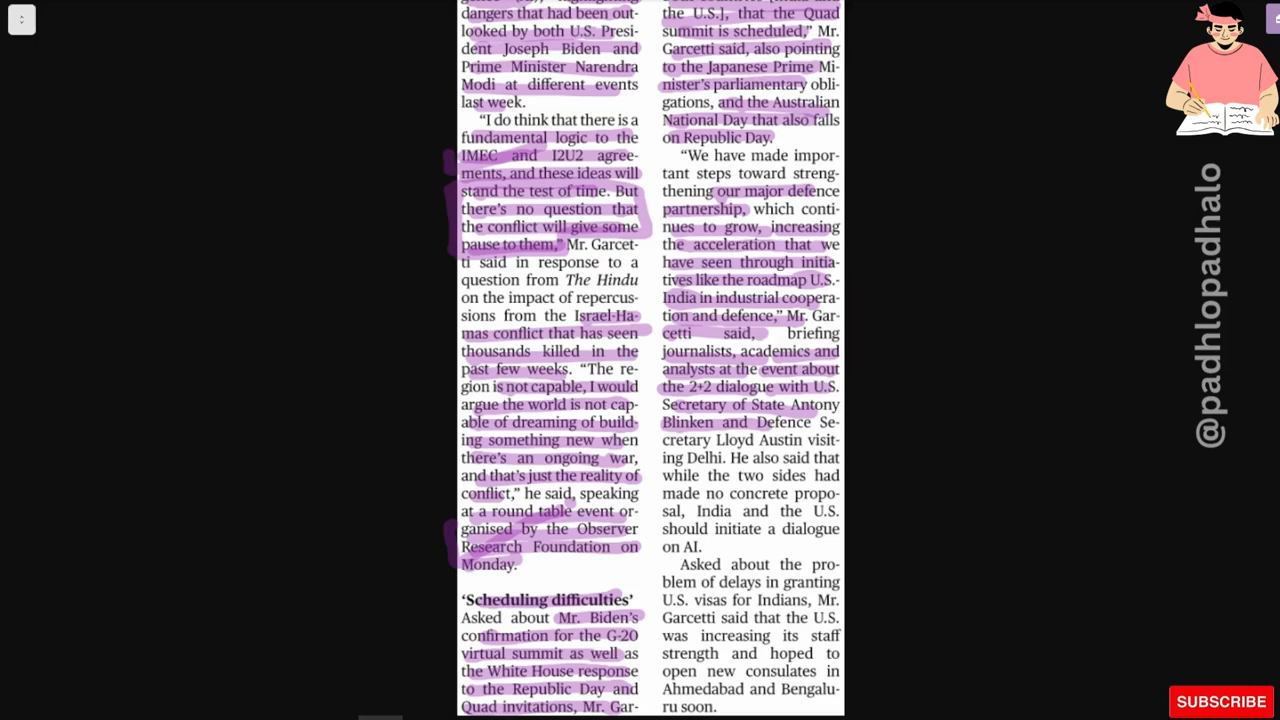 dangers that had been out-
looked by both U.S. Presi-
dent Joseph Biden and
Prime Minister Narendra
Modi at different events
last week.
“I do think that there is a
fundamental logic to the
IMEC and I2U2 agree-
ments, and these ideas will
stand the test of time. But
there’s no question that
the conflict will give some
pause to them,” Mr. Garcet-
ti said in response to a
question from The Hindu
on the impact of repercus-
sions from the Israel-Ha-
mas conflict that has seen
thousands killed in the
past few weeks. “The re-
gion is not capable, I would
argue the world is not cap-
able of dreaming of build-
ing something new when
there’s an ongoing war,
and that’s just the reality of
conflict,” he said, speaking
at a round table event or-
ganised by the Observer
Research Foundation on
Monday.
‘Scheduling difficulties’
Asked about Mr. Biden’s
confirmation for the G-20
virtual summit as well as
the White House response
to the Republic Day and
Quad invitations, Mr. Gar-
the U.S.], that the Quad
summit is scheduled,” Mr.
Garcetti said, also pointing
to the Japanese Prime Mi-
nister’s parliamentary obli-
gations, and the Australian
National Day that also falls
on Republic Day.
“We have made impor-
tant steps toward streng-
thening our major defence
partnership, which conti-
nues to grow, increasing
the acceleration that we
have seen through initia-
tives like the roadmap U.S.-
India in industrial coopera-
tion and defence,” Mr. Gar-
cetti said, briefing
journalists, academics and
analysts at the event about
the 2+2 dialogue with U.S.
Secretary of State Antony
Blinken and Defence Se-
cretary Lloyd Austin visit-
ing Delhi. He also said that
while the two sides had
made no concrete propo-
sal, India and the U.S.
should initiate a dialogue
on AI.
Asked about the pro-
blem of delays in granting
U.S. visas for Indians, Mr.
Garcetti said that the U.S.
was increasing its staff
strength and hoped to
open new consulates in
Ahmedabad and Bengalu-
ru soon.
@padhlopadhalo
SUBSCRIBE